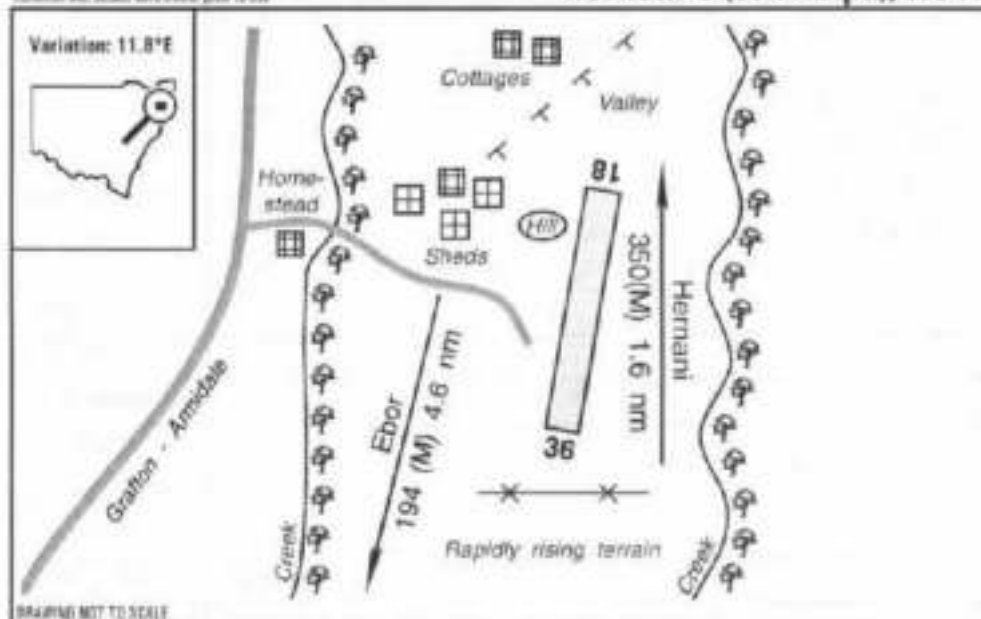 Variation: 11.8°E
Cottages
Valley
18
Home-
stead
Hill
Sheds
350(M) 1.6 nm
Hernani
Ebor
194 (M) 4.6 nm
Grafton - Armidale
36
Rapidly rising terrain
Creek
Creek
DRAWING NOT TO SCALE